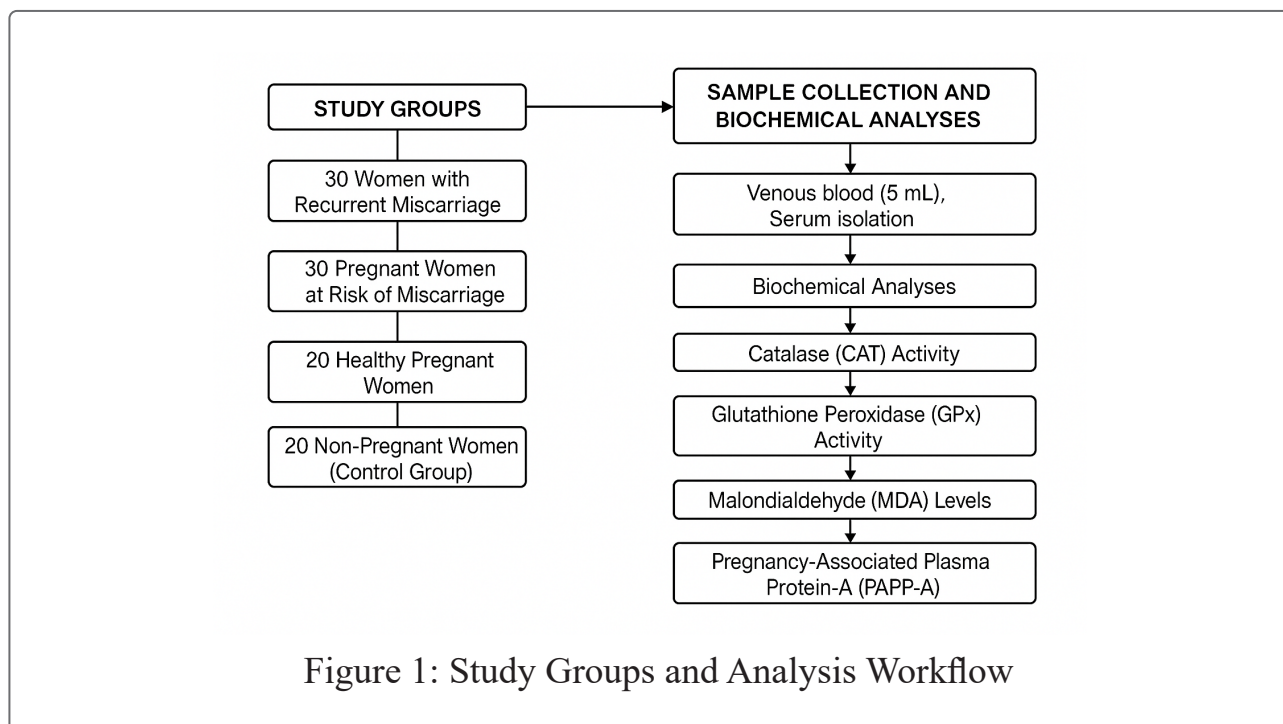 STUDY GROUPS
30 Women with
Recurrent Miscarriage
30 Pregnant Women
at Risk of Miscarriage
20 Healthy Pregnant
Women
20 Non-Pregnant Women
(Control Group)
SAMPLE COLLECTION AND
BIOCHEMICAL ANALYSES
Venous blood (5 mL),
Serum isolation
Biochemical Analyses
Catalase (CAT) Activity
Glutathione Peroxidase (GPx)
Activity
Malondialdehyde (MDA) Levels
Pregnancy-Associated Plasma
Protein-A (PAPP-A)
Figure 1: Study Groups and Analysis Workflow